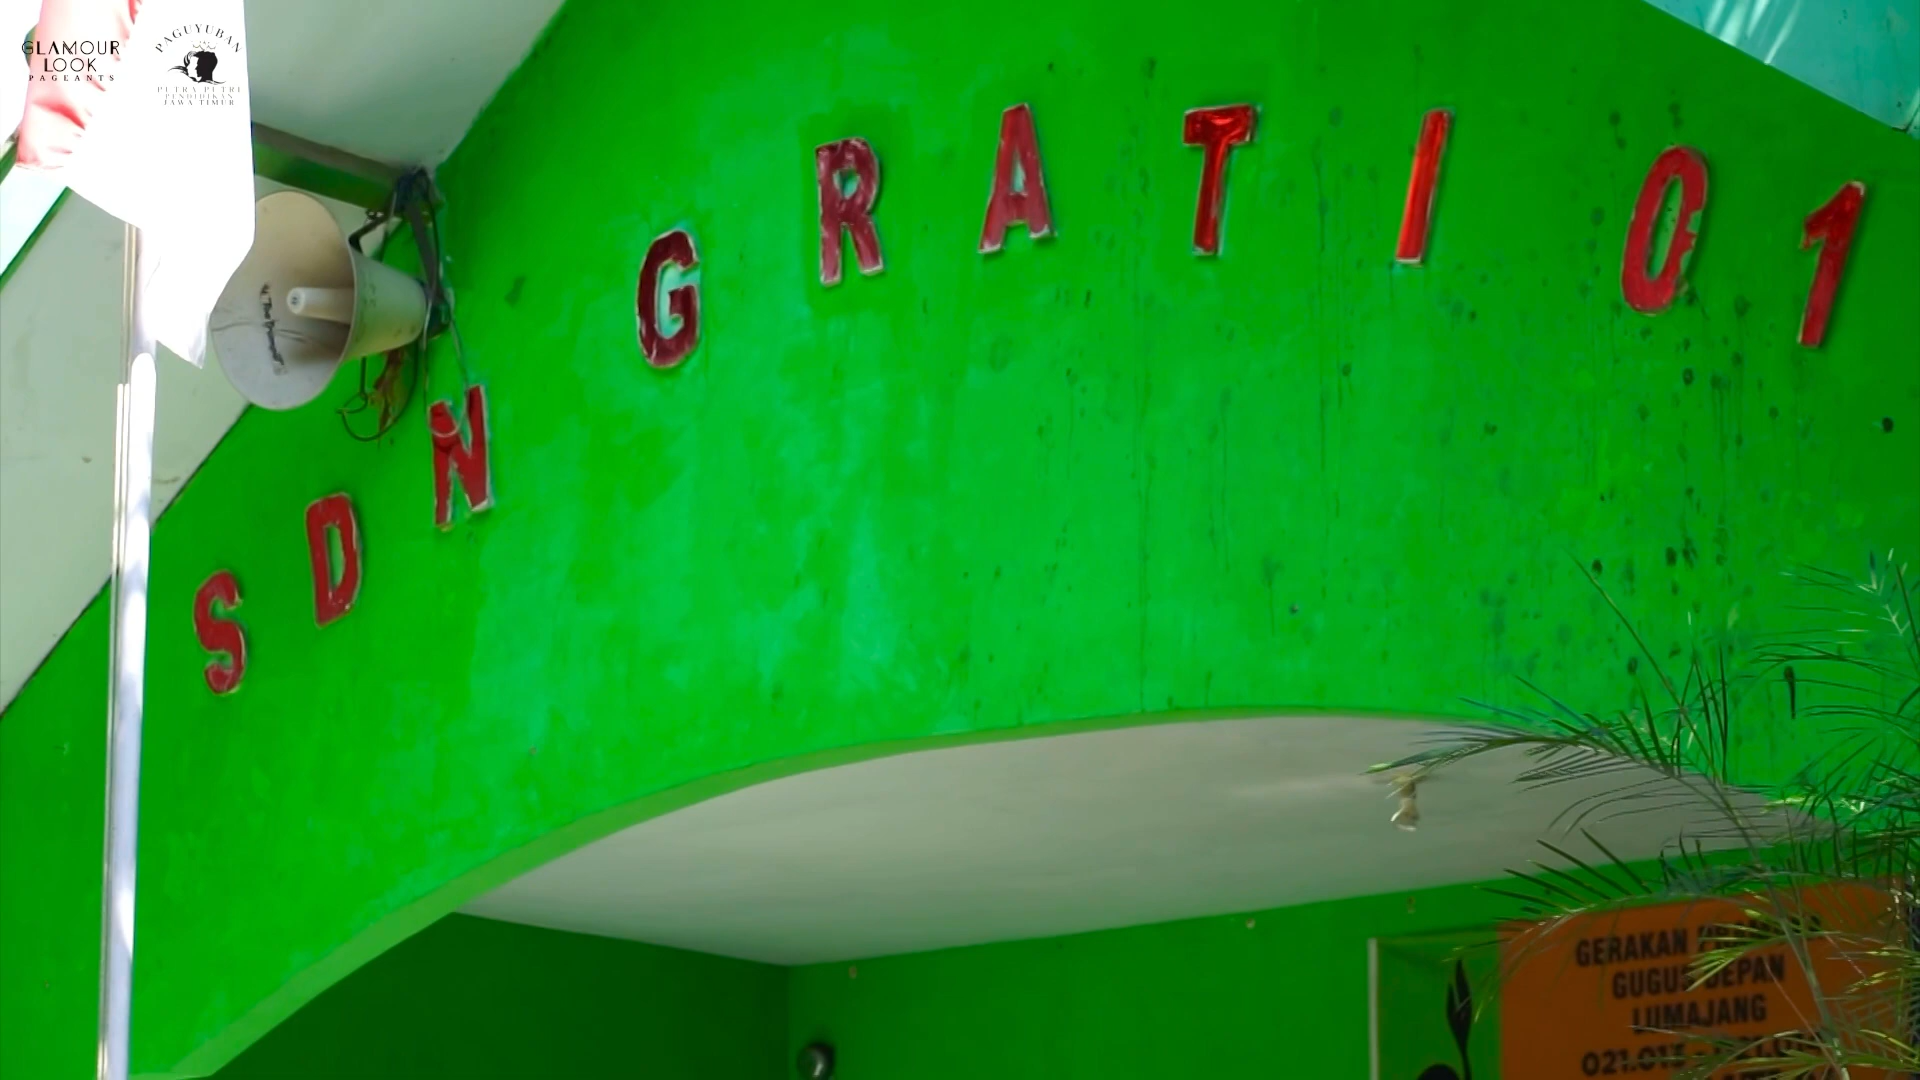 GLAMOUR
LOOK
PAGEANTS
PAGUYUBAN
PUTRA PUTRI
PENDIDIKAN
JAWA TIMUR
SDN GRATI 01
GERAKAN
GUGUS DEPAN
LUMAJANG